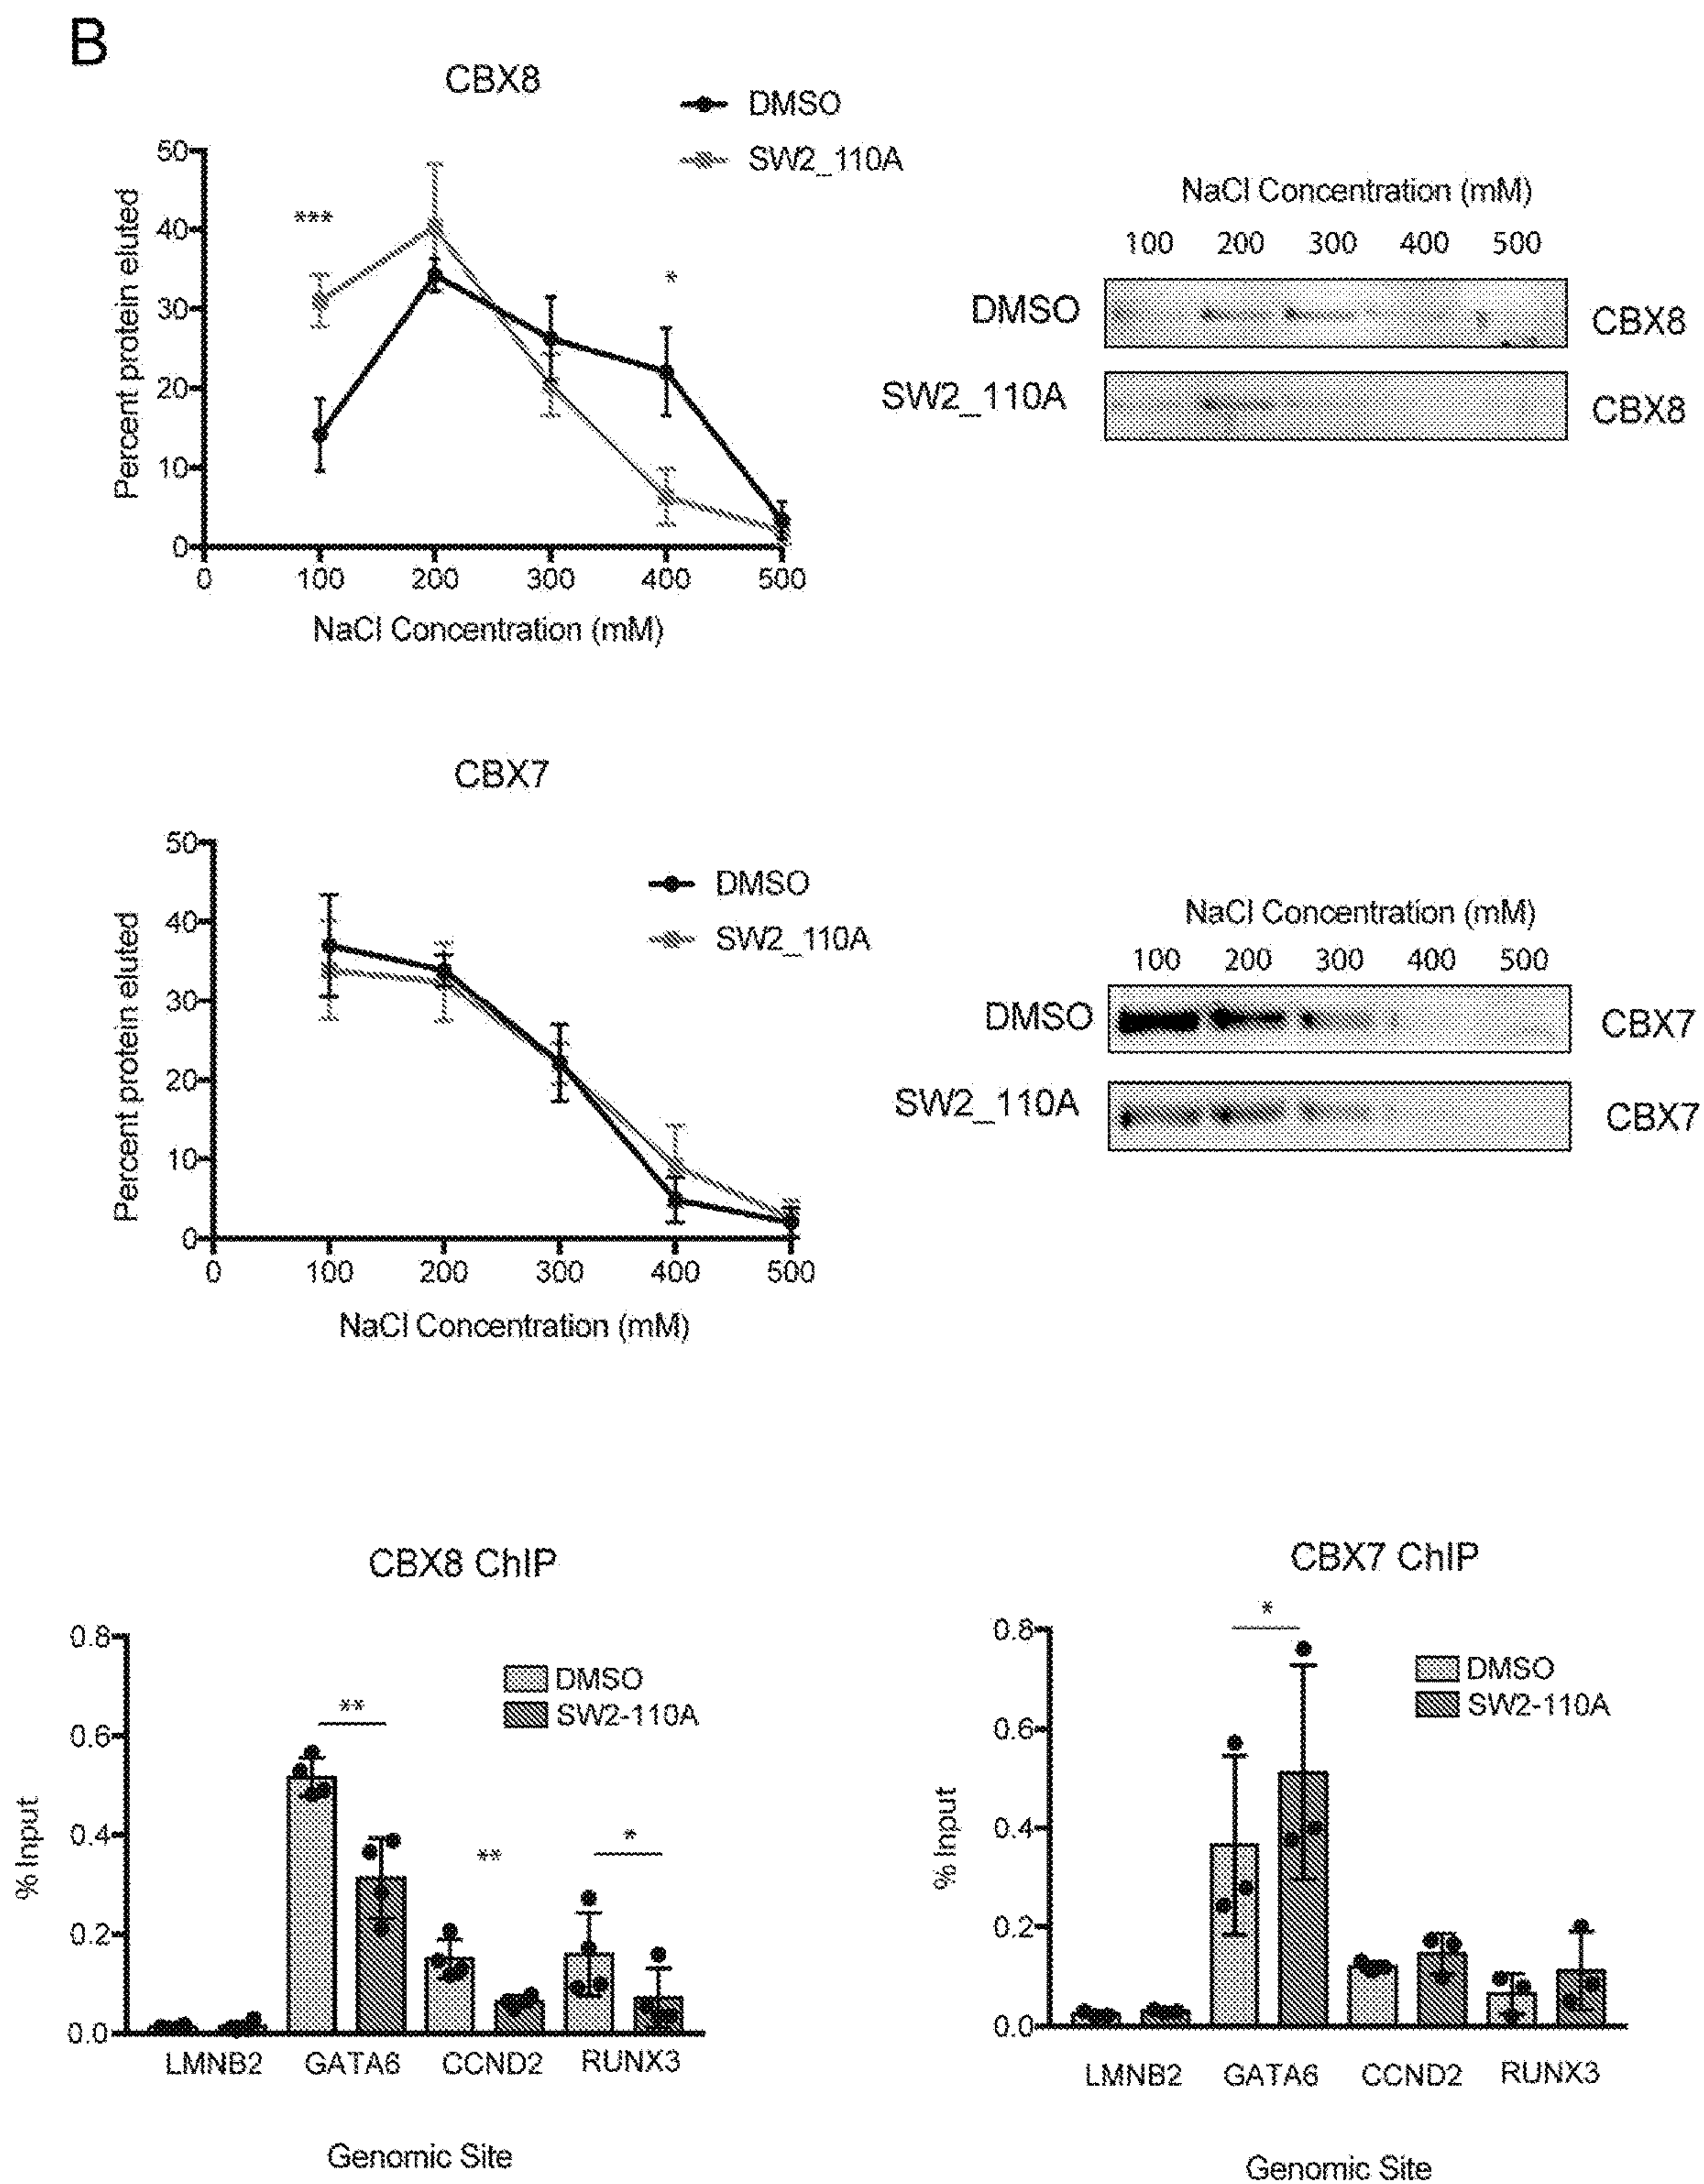 B
CBX8
DMSO
SW2_110A
50
40
30
20
10
0
***
*
Percent protein eluted
0 100 200 300 400 500
NaCl Concentration (mM)
NaCl Concentration (mM)
100 200 300 400 500
DMSO CBX8
SW2_110A CBX8
CBX7
DMSO
SW2_110A
50
40
30
20
10
0
Percent protein eluted
0 100 200 300 400 500
NaCl Concentration (mM)
NaCl Concentration (mM)
100 200 300 400 500
DMSO CBX7
SW2_110A CBX7
CBX8 ChIP
0.8
0.6
0.4
0.2
0.0
% Input
DMSO
SW2-110A
**
**
*
LMNB2 GATA6 CCND2 RUNX3
Genomic Site
CBX7 ChIP
0.8
0.6
0.4
0.2
0.0
% Input
*
DMSO
SW2-110A
LMNB2 GATA6 CCND2 RUNX3
Genomic Site